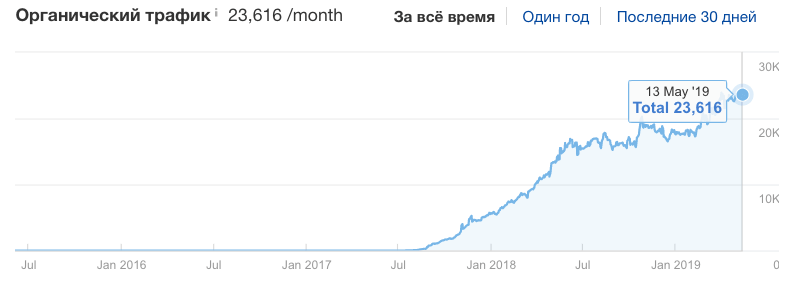 Органический трафик i 23,616 /month
За всё время Один год Последние 30 дней
30K
13 May '19
Total 23,616
20K
10K
Jul Jan 2016 Jul Jan 2017 Jul Jan 2018 Jul Jan 2019 0